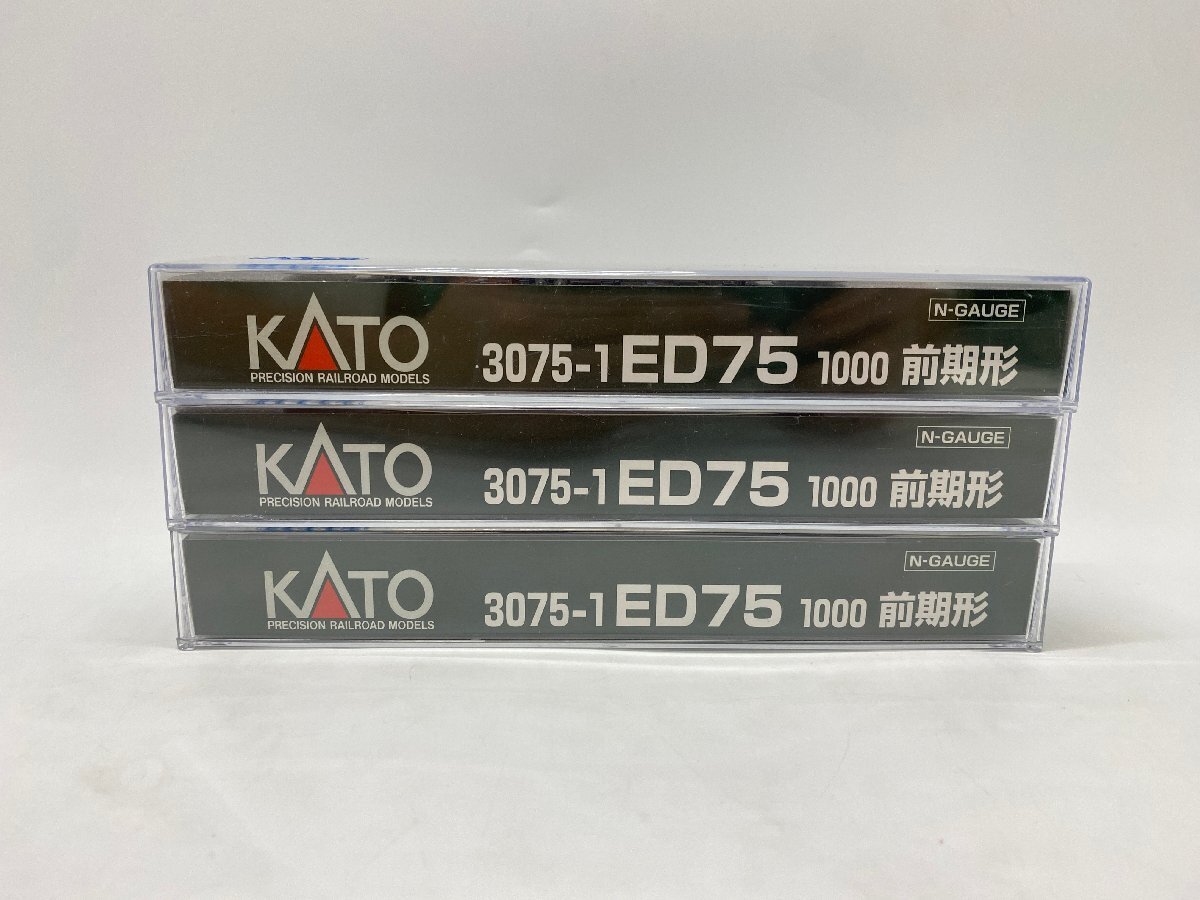 N-GAUGE
KATO
PRECISION RAILROAD MODELS
3075-1 ED75 1000 前期形
N-GAUGE
KATO
PRECISION RAILROAD MODELS
3075-1 ED75 1000 前期形
N-GAUGE
KATO
PRECISION RAILROAD MODELS
3075-1 ED75 1000 前期形